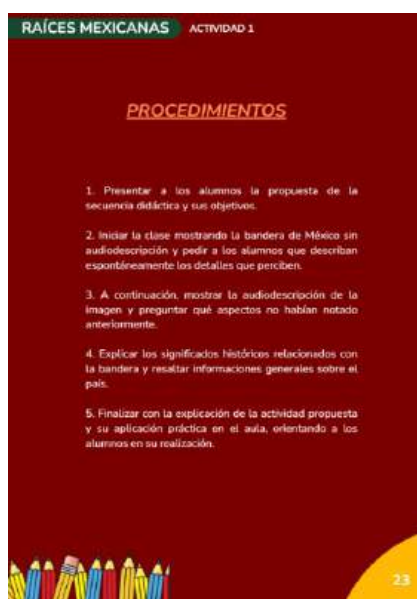 RAÍCES MEXICANAS ACTIVIDAD 1
PROCEDIMIENTOS
1. Presentar a los alumnos la propuesta de la
secuencia didáctica y sus objetivos.
2. Iniciar la clase mostrando la bandera de México sin
audiodescripción y pedir a los alumnos que describan
espontáneamente los detalles que perciben.
3. A continuación, mostrar la audiodescripción de la
imagen y preguntar qué aspectos no habían notado
anteriormente.
4. Explicar los significados históricos relacionados con
la bandera y resaltar informaciones generales sobre el
país.
5. Finalizar con la explicación de la actividad propuesta
y su aplicación práctica en el aula, orientando a los
alumnos en su realización.
23